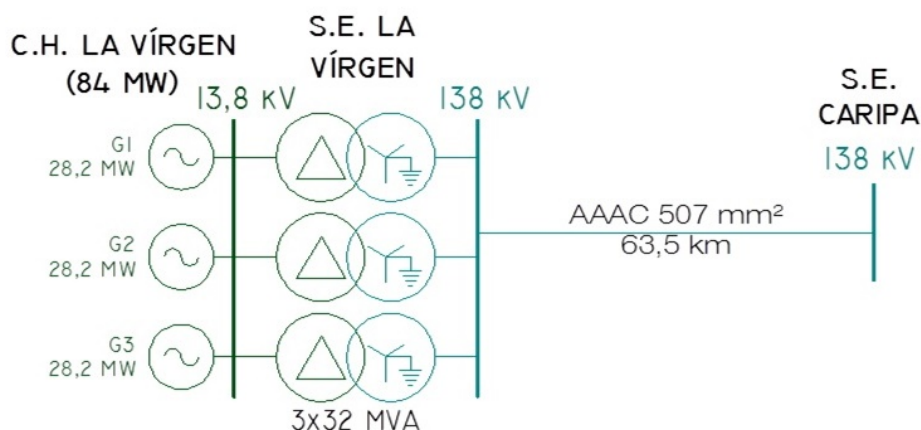 C.H. LA VÍRGEN
(84 MW)
S.E. LA
VÍRGEN
S.E.
CARIPA
13,8 kV
138 kV
138 kV
G1
28,2 MW
G2
28,2 MW
G3
28,2 MW
AAAC 507 mm²
63,5 km
3x32 MVA